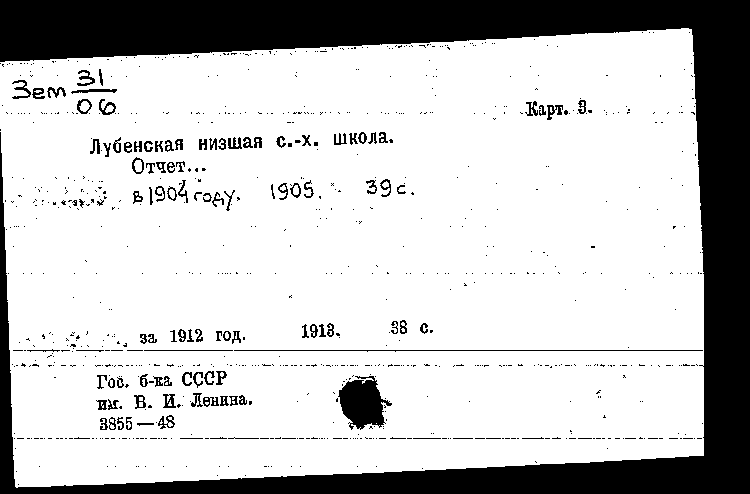 Зем 31/06
Карт. 3.
Лубенская низшая с.-х. школа.
Отчет...
в 1904 году. 1905. 39 с.
за 1912 год. 1913. 38 с.
Гос. б-ка СССР
им. В. И. Ленина.
3855—48